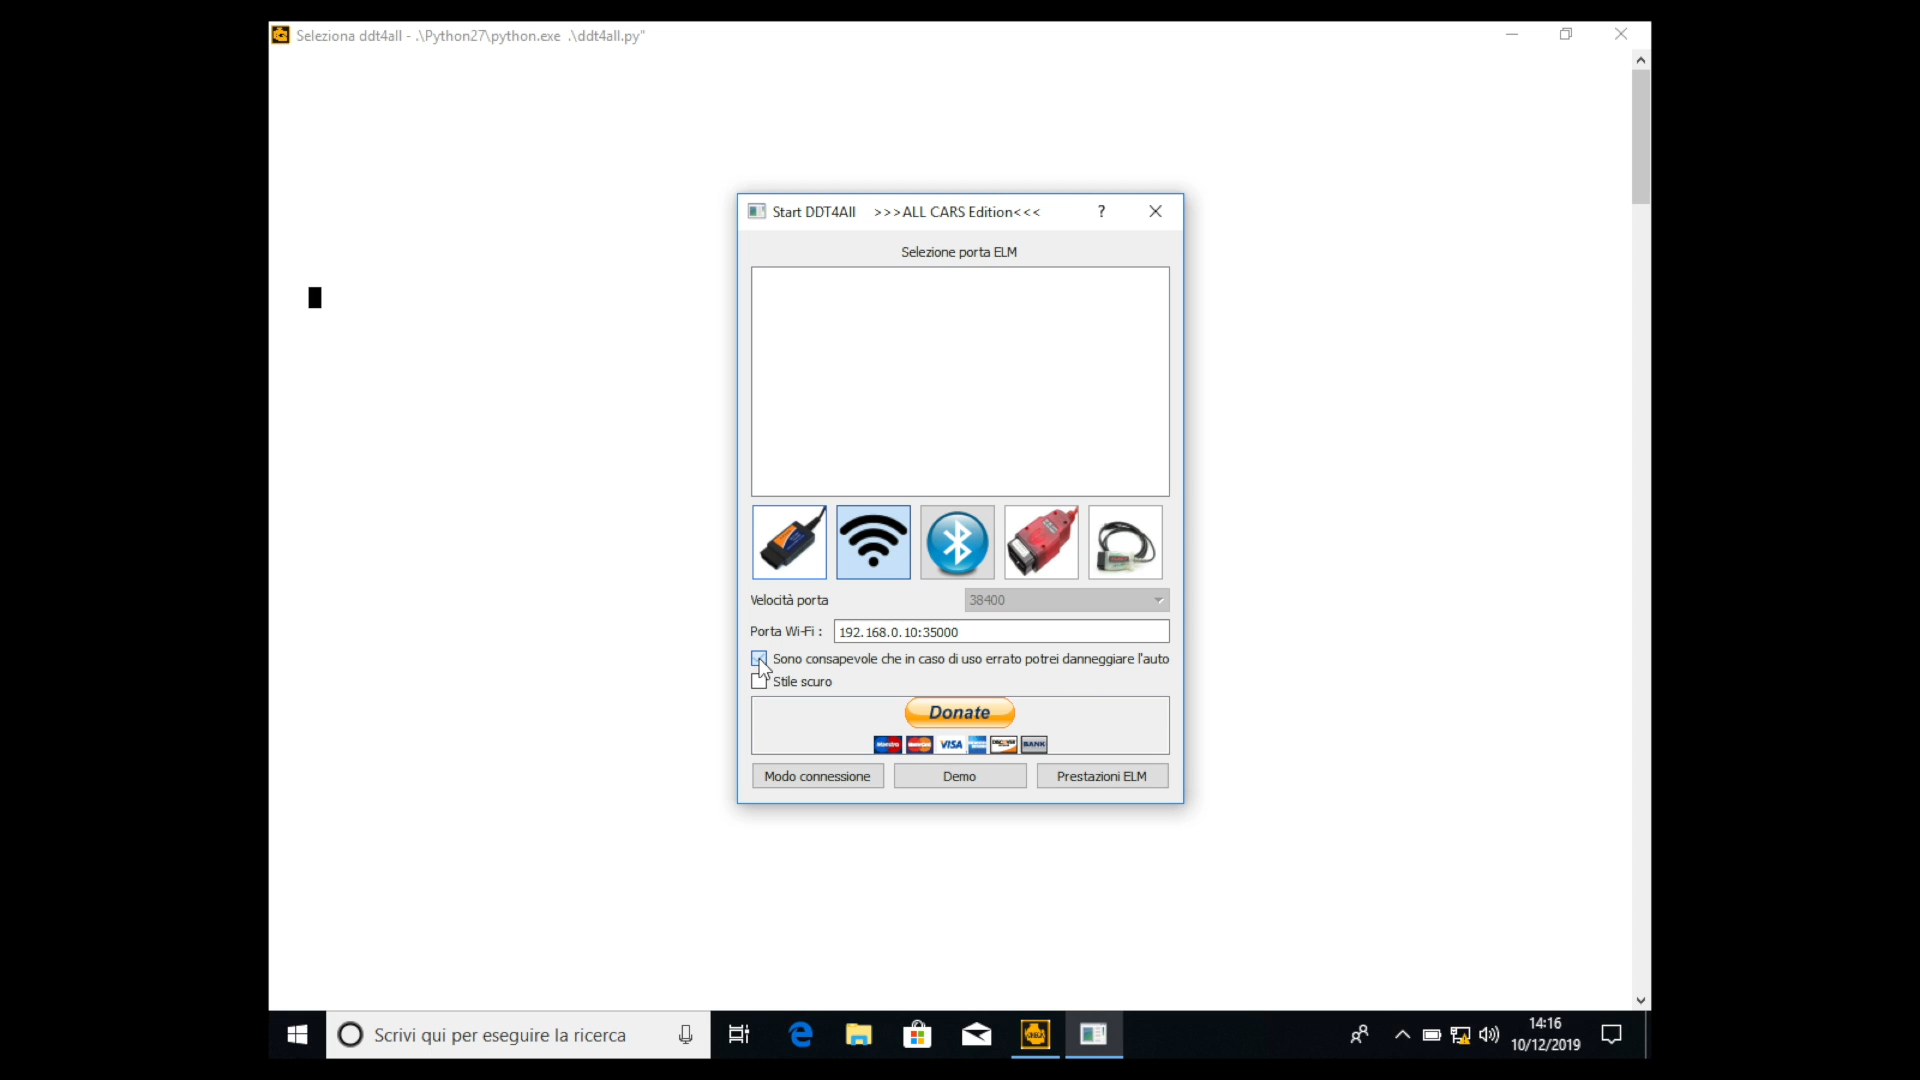 Seleziona ddt4all - .\Python27\python.exe .\ddt4all.py"
Start DDT4All >>>ALL CARS Edition<<<
?
Selezione porta ELM
Velocità porta
38400
Porta Wi-Fi :
192.168.0.10:35000
Sono consapevole che in caso di uso errato potrei danneggiare l'auto
Stile scuro
Donate
Maestro
VISA
DISCOVER
BANK
Modo connessione
Demo
Prestazioni ELM
Scrivi qui per eseguire la ricerca
14:16
10/12/2019